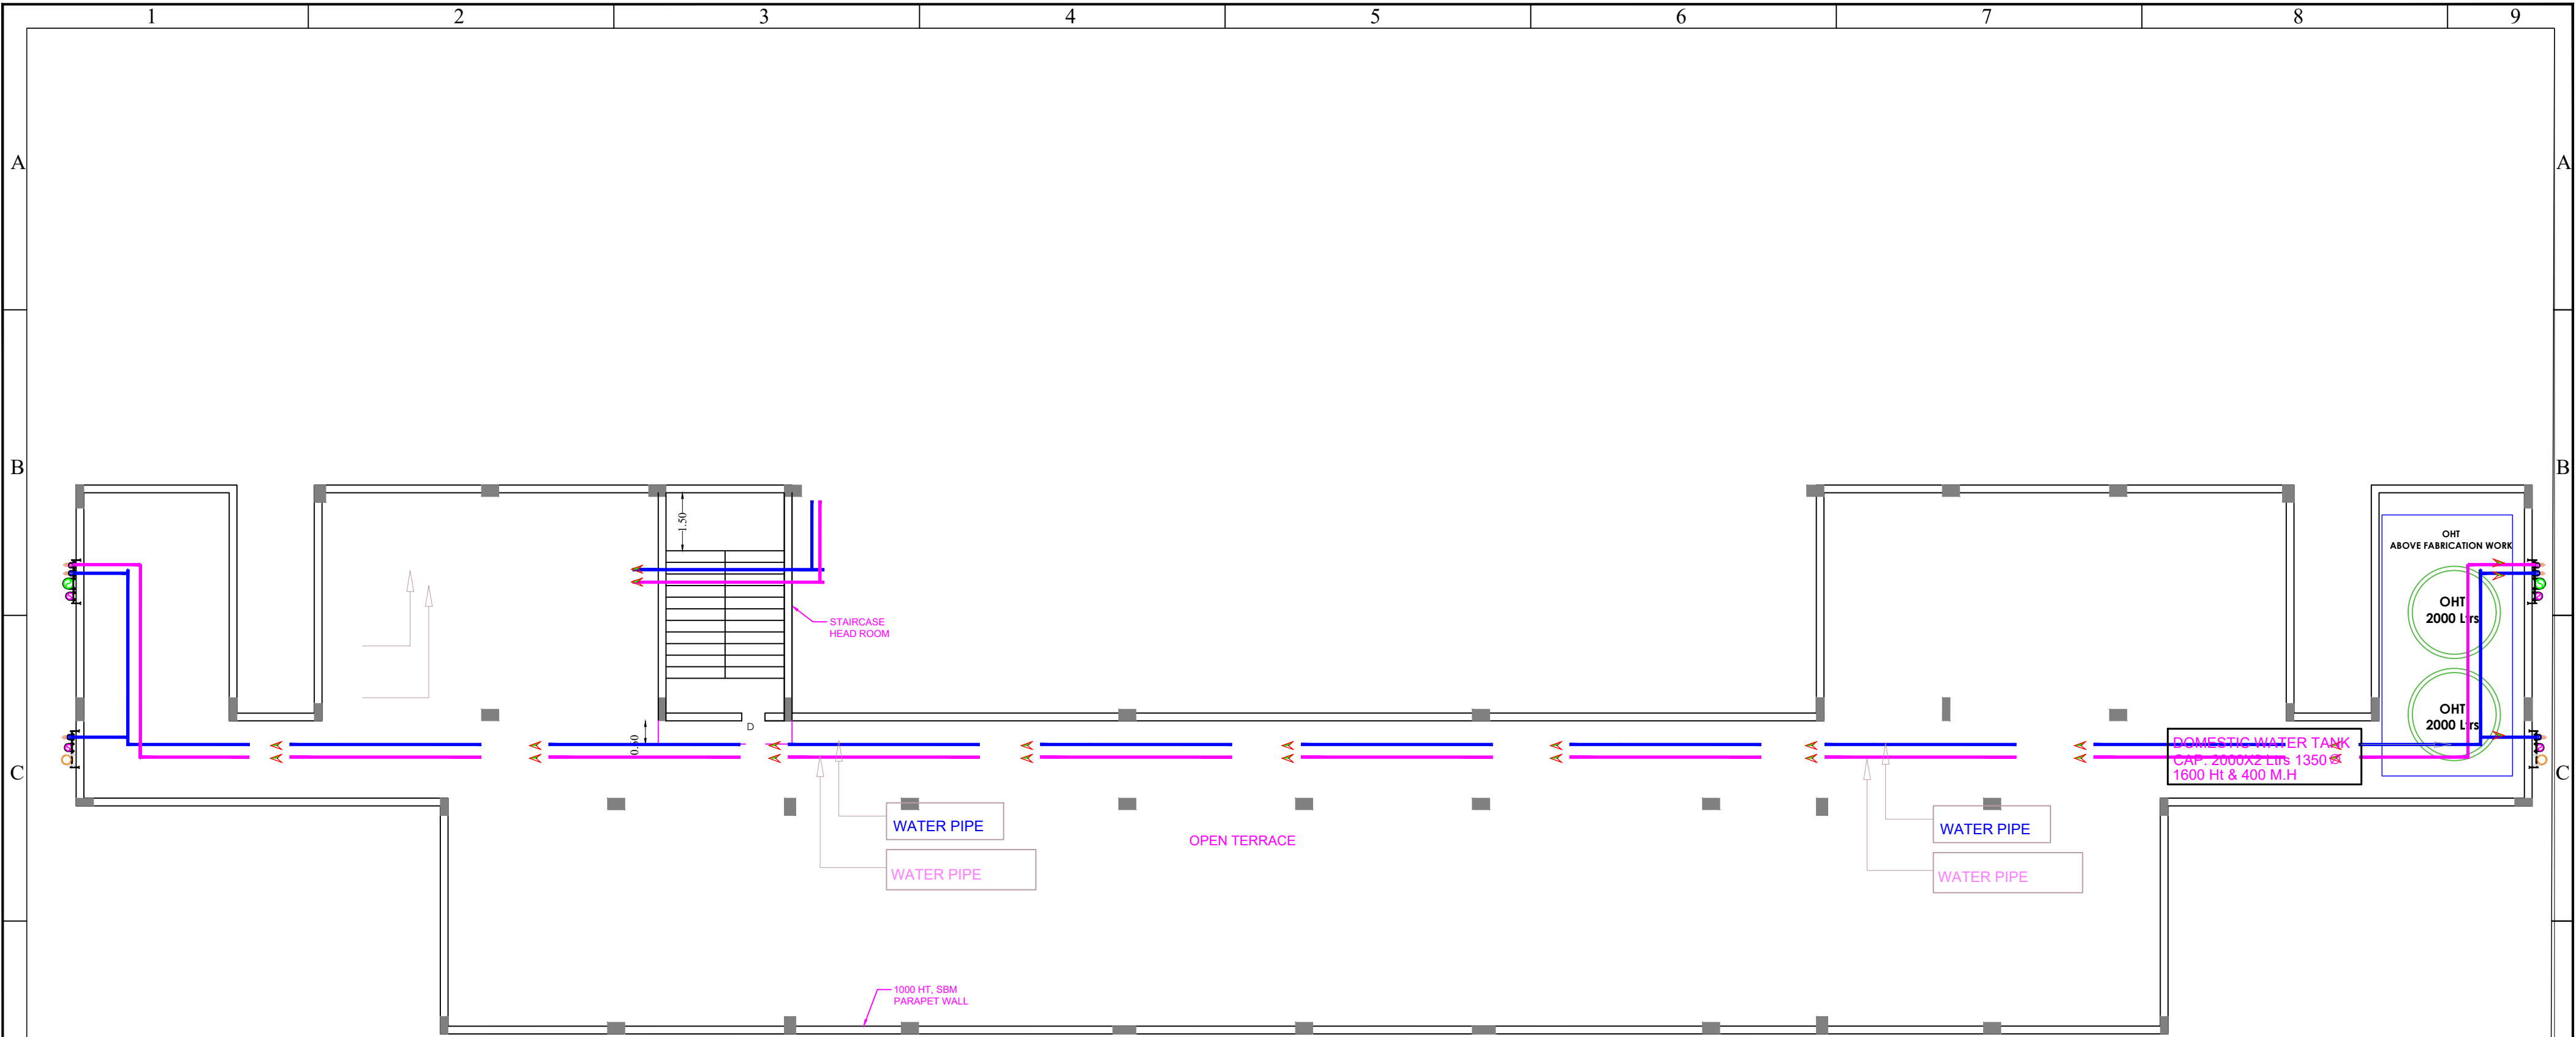 1 2 3 4 5 6 7 8 9
A A
B B
1.50
OHT
ABOVE FABRICATION WORK
OHT
2000 Ltrs
STAIRCASE
HEAD ROOM
OHT
2000 Ltrs
D
0.60
DOMESTIC WATER TANK
CAP. 2000X2 Ltrs 1350 Ø
1600 Ht & 400 M.H
C C
WATER PIPE
WATER PIPE
OPEN TERRACE
WATER PIPE
WATER PIPE
1000 HT, SBM
PARAPET WALL